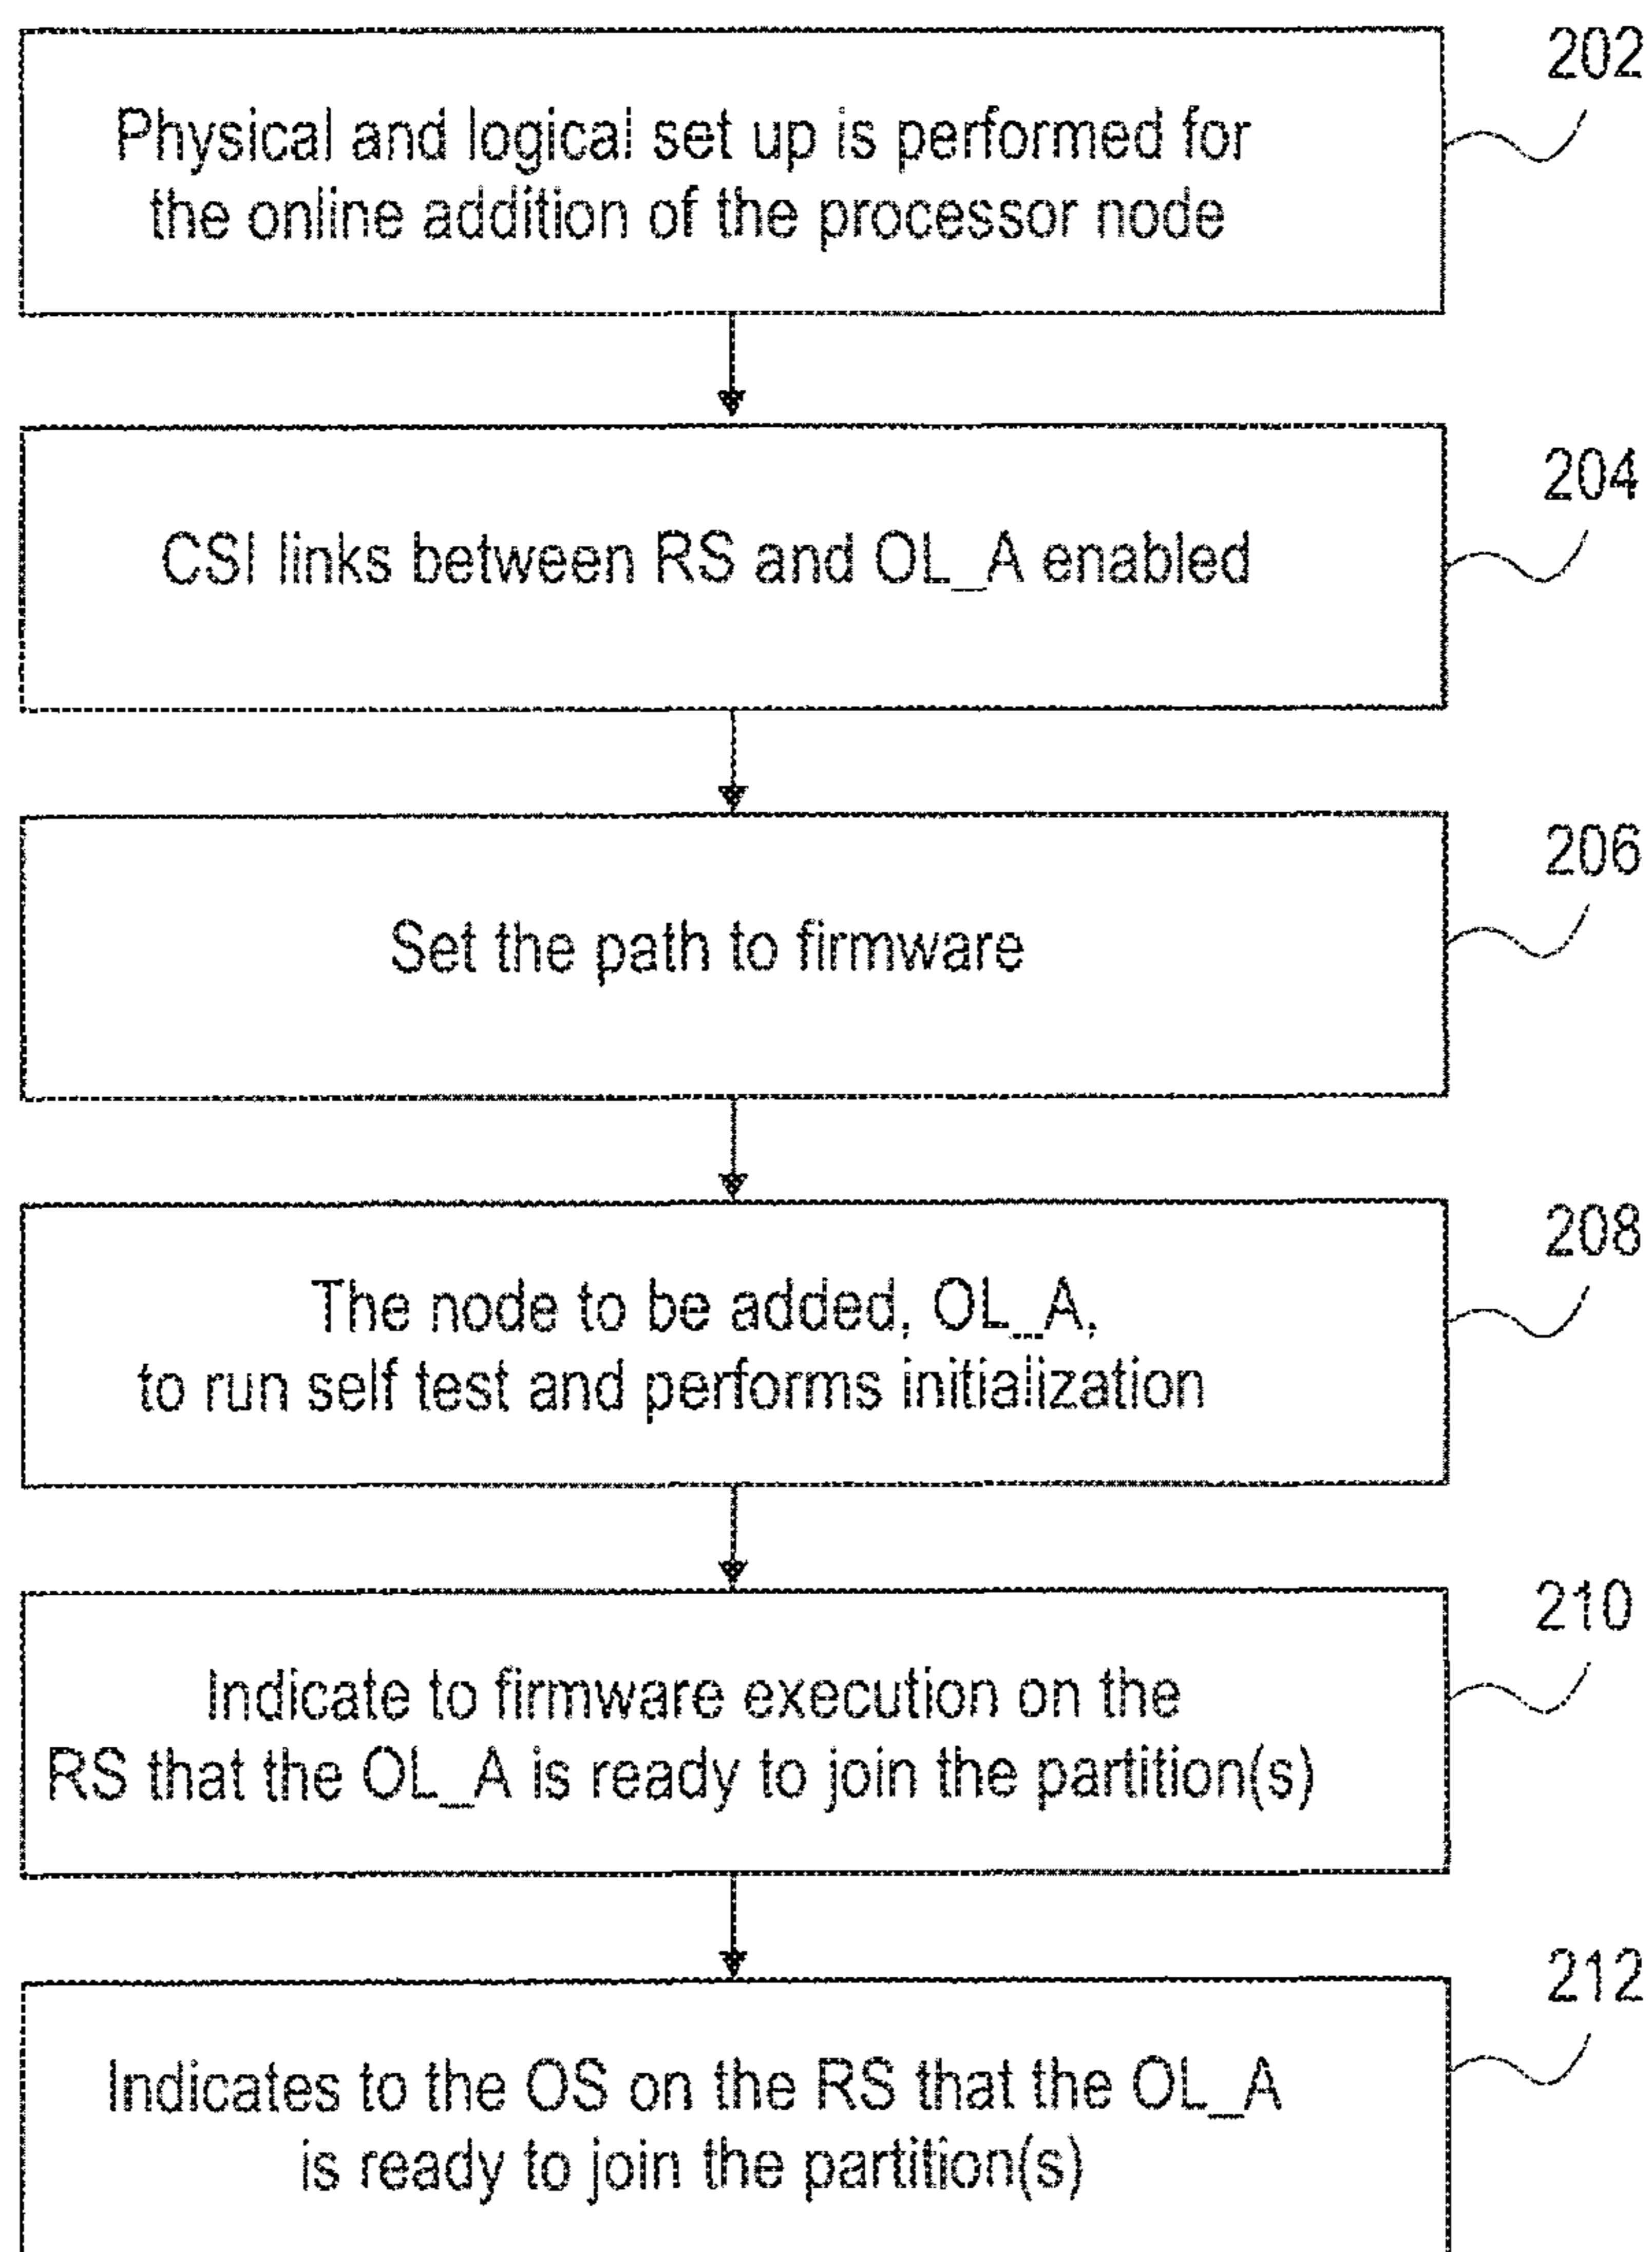 202
Physical and logical set up is performed for
the online addition of the processor node
204
CSI links between RS and OL_A enabled
206
Set the path to firmware
208
The node to be added, OL_A,
to run self test and performs initialization
210
Indicate to firmware execution on the
RS that the OL_A is ready to join the partition(s)
212
Indicates to the OS on the RS that the OL_A
is ready to join the partition(s)